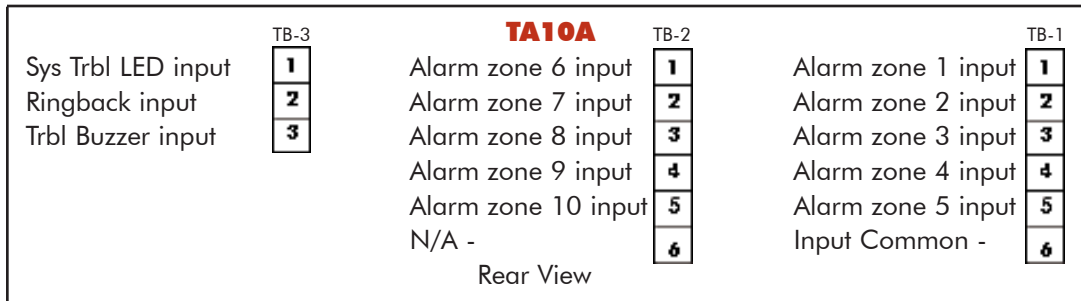 TA10A
TB-3
Sys Trbl LED input 1
Ringback input 2
Trbl Buzzer input 3
TB-2
Alarm zone 6 input 1
Alarm zone 7 input 2
Alarm zone 8 input 3
Alarm zone 9 input 4
Alarm zone 10 input 5
N/A - 6
TB-1
Alarm zone 1 input 1
Alarm zone 2 input 2
Alarm zone 3 input 3
Alarm zone 4 input 4
Alarm zone 5 input 5
Input Common - 6
Rear View